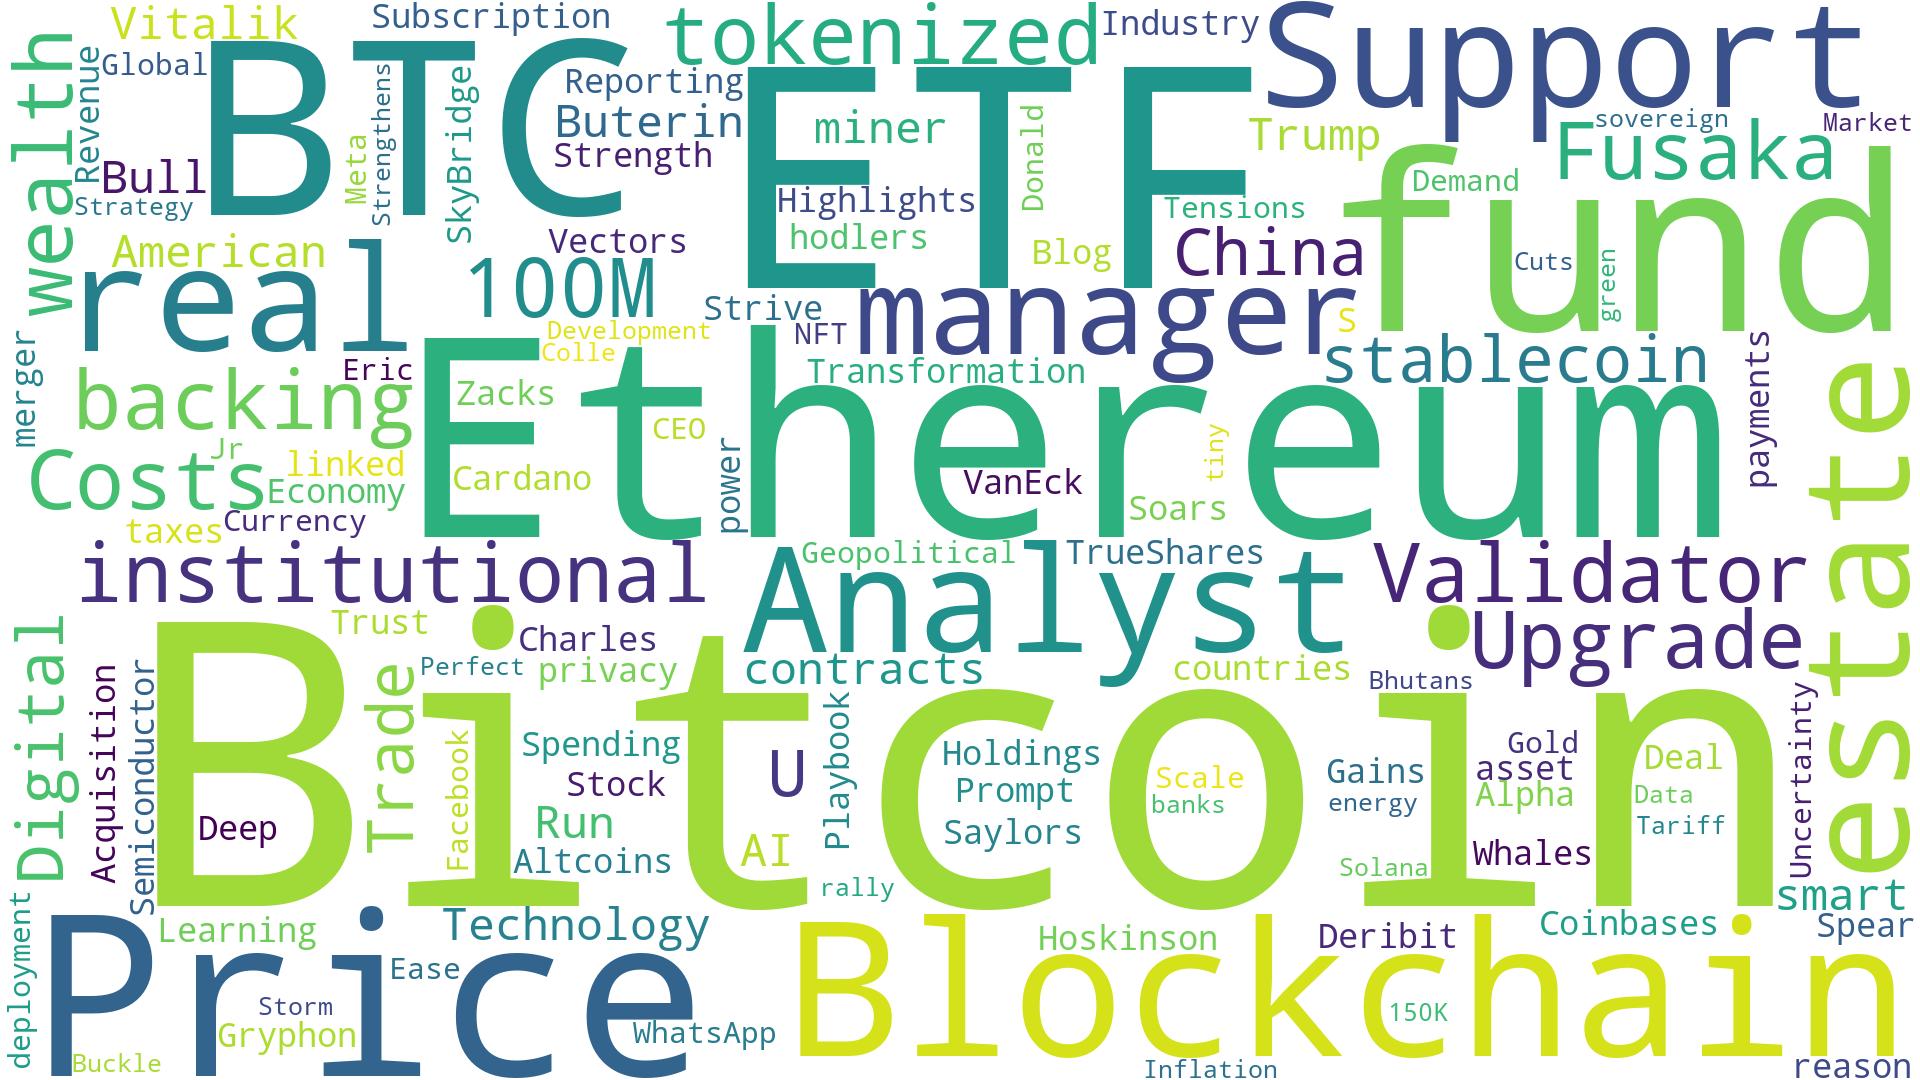 Vitalik
Subscription
tokenized
Industry
Support
Global
BTC
Reporting
ETF
wealth
Revenue
Strengthens
SkyBridge
Buterin
miner
Donald
Trump
sovereign
Market
Meta
Strength
Fusaka
Bull
Highlights
Demand
fund
Strategy
Tensions
American
Vectors
hodlers
Blog
China
Cuts
green
real
100M
Strive
manager
s
NFT
Development
Colle
merger
Eric
backing
Ethereum
Zacks
Transformation
stablecoin
payments
estate
Jr
CEO
Costs
linked
Economy
Cardano
power
VanEck
tiny
Soars
taxes
Currency
institutional
Analyst
Geopolitical
TrueShares
Validator
Digital
Trust
Charles
Upgrade
Bitcoin
Perfect
privacy
contracts
countries
Bhutans
Acquisition
Semiconductor
Trade
Uncertainty
Spending
U
Playbook
Holdings
Gold
Deal
Stock
Prompt
Scale
Gains
asset
Facebook
banks
energy
Alpha
Data
Deep
Run
Saylors
Tariff
Altcoins
AI
Whales
Solana
rally
smart
deployment
Price
Learning
Technology
Blockchain
Hoskinson
Deribit
Coinbases
Spear
Ease
Storm
150K
Gryphon
WhatsApp
Buckle
Inflation
reason